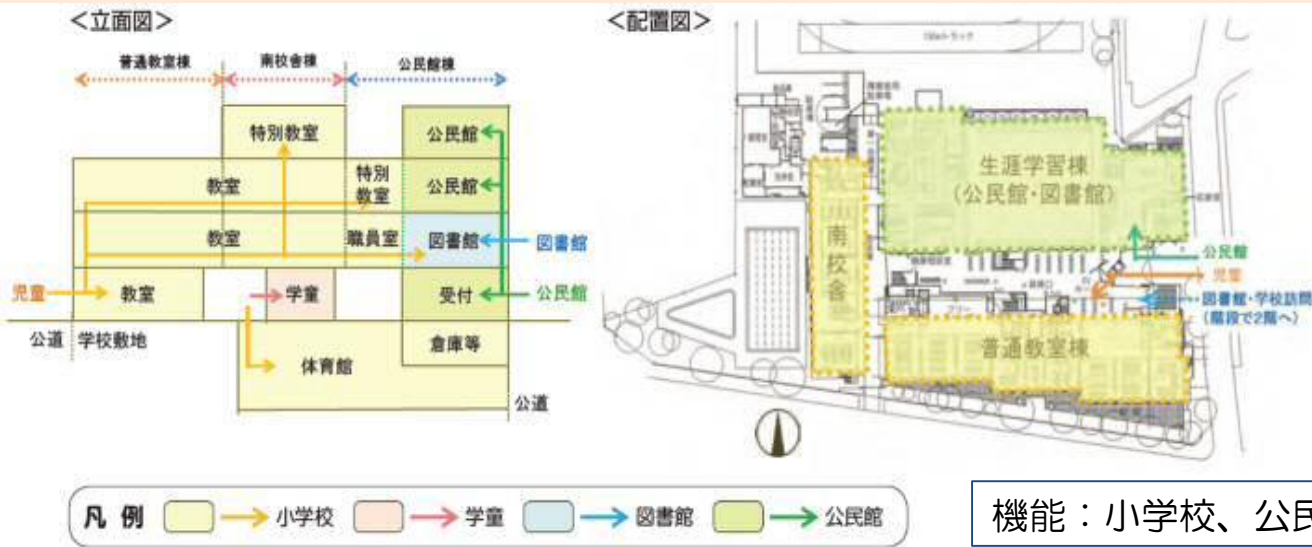 <立面図>
普通教室棟
南校舎棟
公民館棟
特別教室
公民館
教室
特別
教室
公民館
教室
職員室
図書館
図書館
児童
教室
学童
受付
公民館
公道
学校敷地
体育館
倉庫等
公道
<配置図>
生涯学習棟
(公民館・図書館)
南校舎
公民館
児童
図書館・学校訪問
(階段で2階へ)
普通教室棟
凡 例
小学校
学童
図書館
公民館
機能：小学校、公民